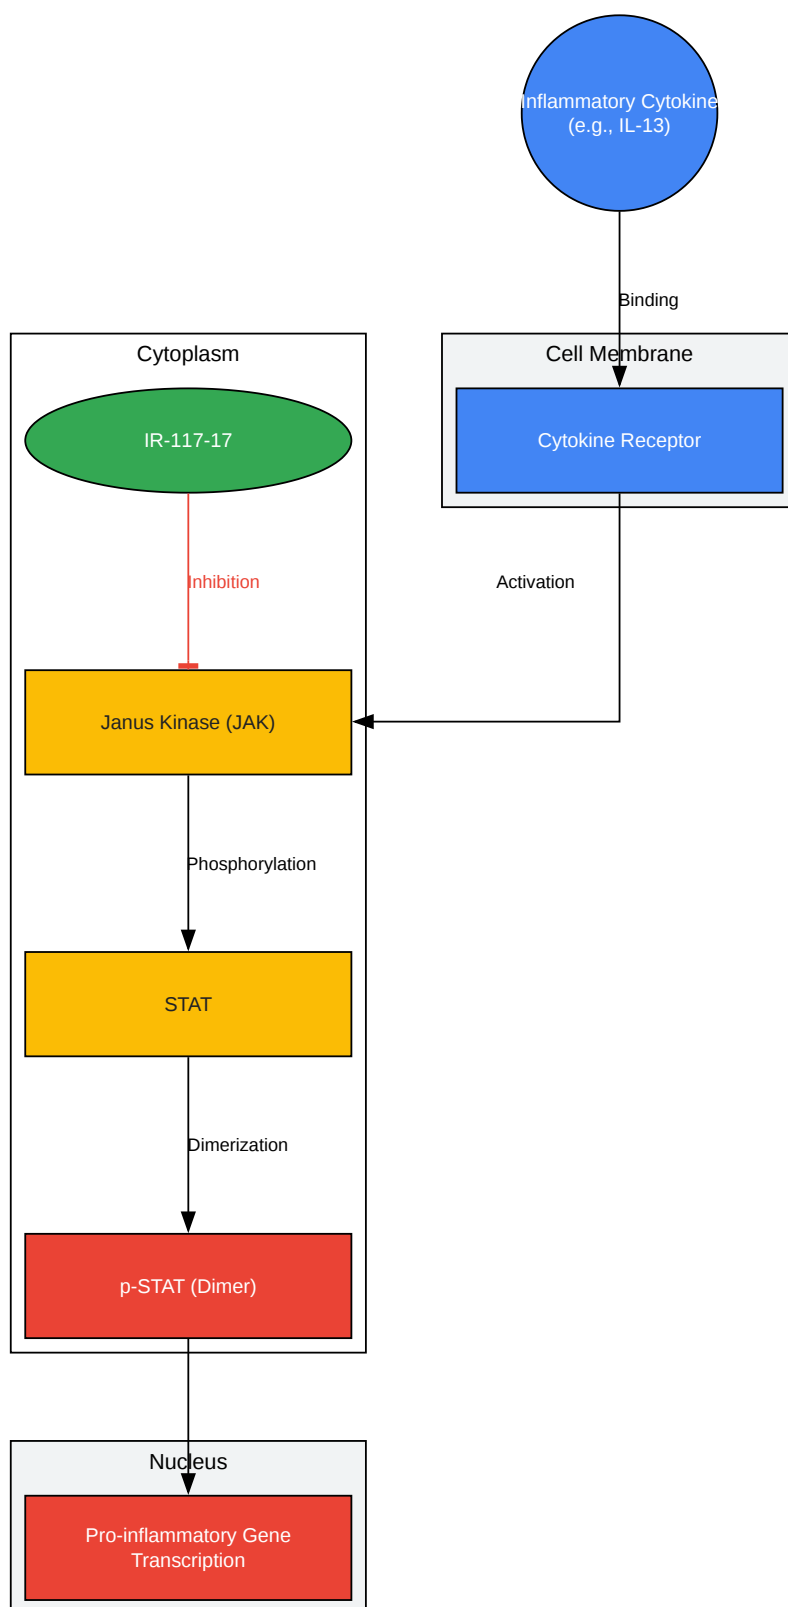 Inflammatory Cytokine
(e.g., IL-13)
Binding
Cytoplasm
Cell Membrane
IR-117-17
Cytokine Receptor
Inhibition
Activation
Janus Kinase (JAK)
Phosphorylation
STAT
Dimerization
p-STAT (Dimer)
Nucleus
Pro-inflammatory Gene
Transcription